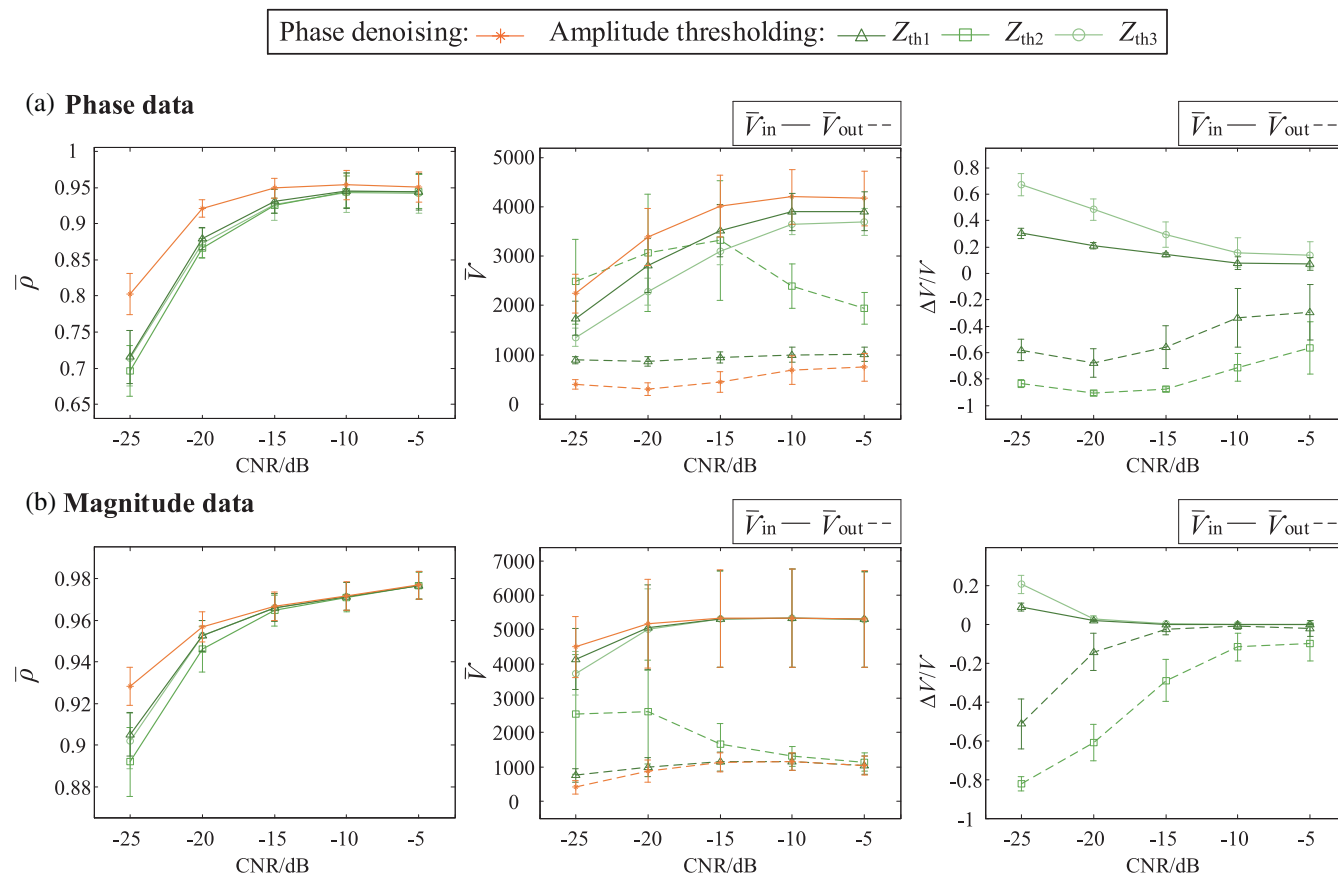 Phase denoising: Amplitude thresholding: Zth1 Zth2 Zth3
(a) Phase data
V̅in V̅out V̅in V̅out
1 0.95 0.9 0.85 0.8 0.75 0.7 0.65
ρ̅
-25 -20 -15 -10 -5
CNR/dB
5000 4000 3000 2000 1000 0
V̅
-25 -20 -15 -10 -5
CNR/dB
0.8 0.6 0.4 0.2 0 -0.2 -0.4 -0.6 -0.8 -1
ΔV/V
-25 -20 -15 -10 -5
CNR/dB
(b) Magnitude data
V̅in V̅out V̅in V̅out
0.98 0.96 0.94 0.92 0.9 0.88
ρ̅
-25 -20 -15 -10 -5
CNR/dB
7000 6000 5000 4000 3000 2000 1000 0
V̅
-25 -20 -15 -10 -5
CNR/dB
0.2 0 -0.2 -0.4 -0.6 -0.8 -1
ΔV/V
-25 -20 -15 -10 -5
CNR/dB